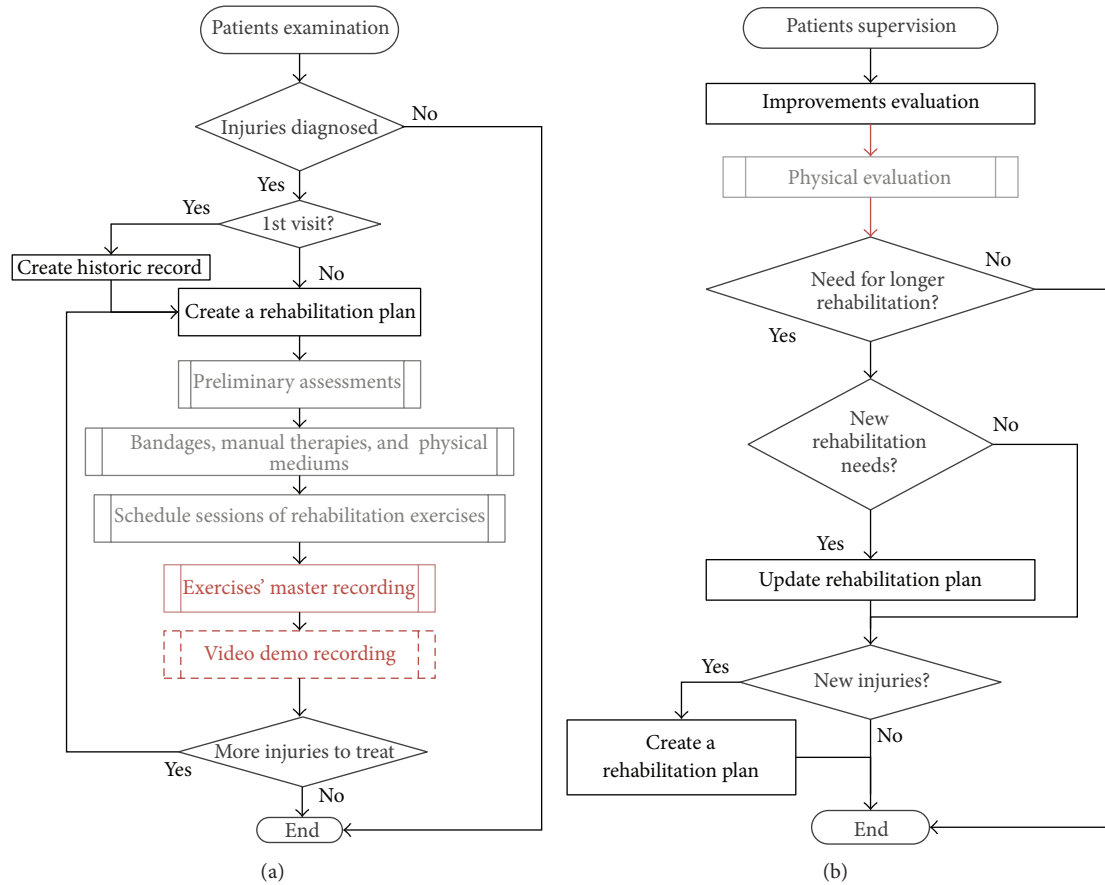 Patients examination
Injuries diagnosed
No
Yes
Yes
1st visit?
Create historic record
No
Create a rehabilitation plan
Preliminary assessments
Bandages, manual therapies, and physical
mediums
Schedule sessions of rehabilitation exercises
Exercises' master recording
Video demo recording
More injuries to treat
Yes
No
End
(a)
Patients supervision
Improvements evaluation
Physical evaluation
No
Need for longer
rehabilitation?
Yes
New
rehabilitation
needs?
No
Yes
Update rehabilitation plan
Yes
New injuries?
No
Create a
rehabilitation plan
End
(b)